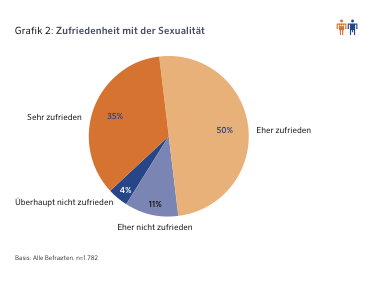 Grafik 2: Zufriedenheit mit der Sexualität
Sehr zufrieden
35%
50%
Eher zufrieden
4%
Überhaupt nicht zufrieden
11%
Eher nicht zufrieden
Basis: Alle Befragten, n=1 782